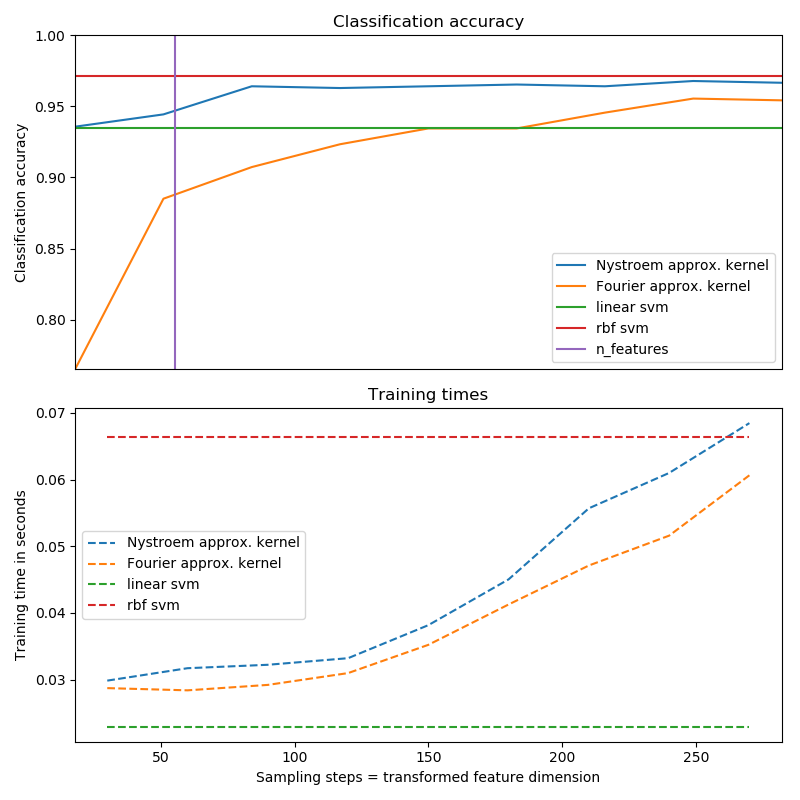 Classification accuracy
1.00
0.95
0.90
0.85
0.80
Classification accuracy
Nystroem approx. kernel
Fourier approx. kernel
linear svm
rbf svm
n_features
Training times
0.07
0.06
0.05
0.04
0.03
Training time in seconds
Nystroem approx. kernel
Fourier approx. kernel
linear svm
rbf svm
50
100
150
200
250
Sampling steps = transformed feature dimension